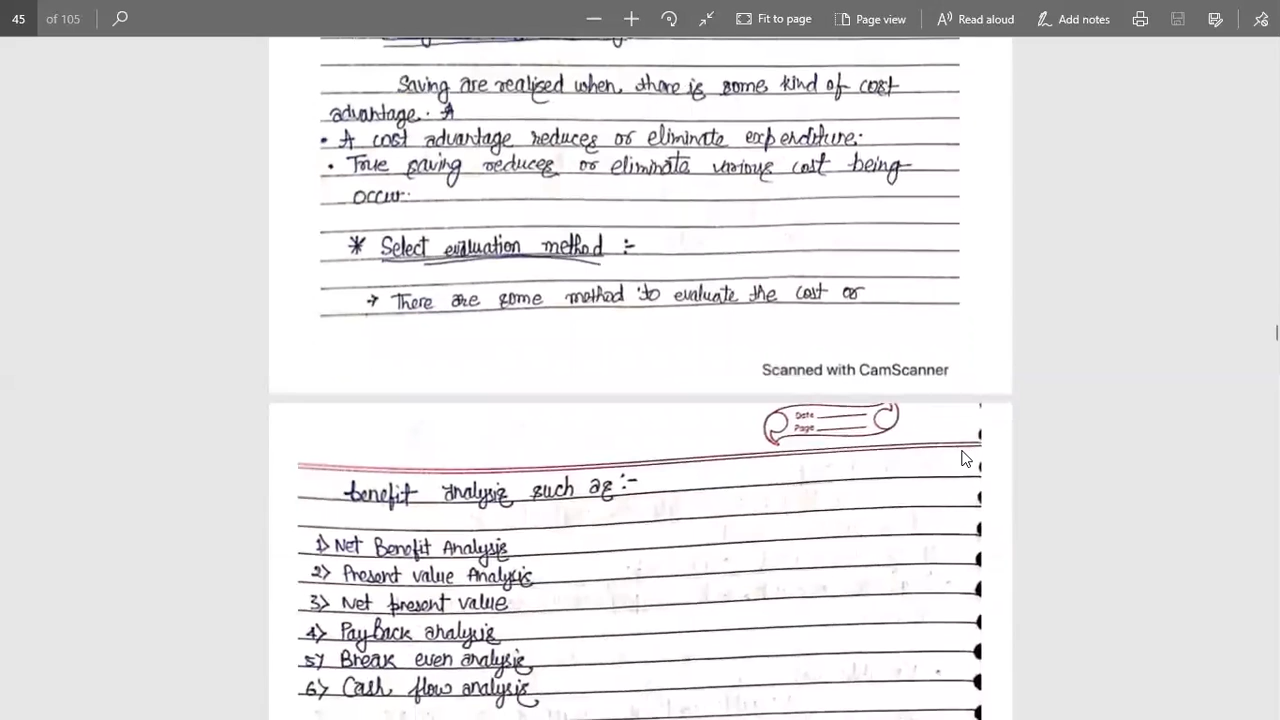 45 of 105 Fit to page Page view Read aloud Add notes
Saving are realised when there is some kind of cost
advantage. A
• A cost advantage reduces or eliminate expenditure.
• True saving reduces or eliminate various cost being
occur.
* Select evaluation method :-
→ There are some method to evaluate the cost or
Scanned with CamScanner
Date
Page
benefit analysis such as :-
1> Net Benefit Analysis
2> Present value Analysis
3> Net present value
4> PayBack analysis
5> Break even analysis
6> Cash flow analysis